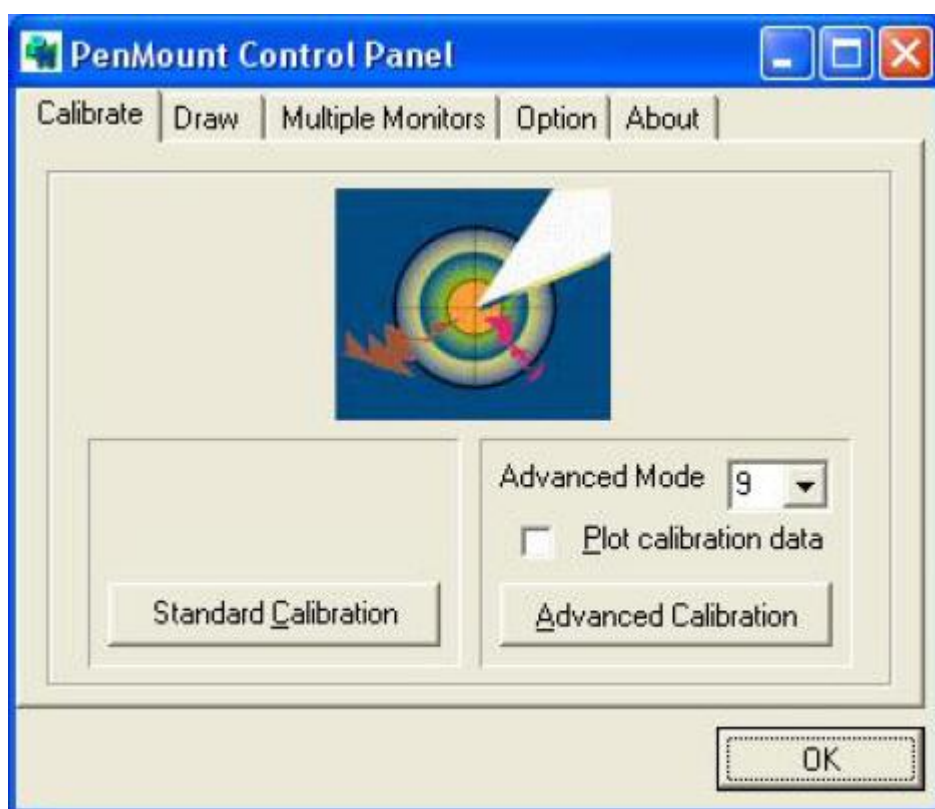 PenMount Control Panel
Calibrate Draw Multiple Monitors Option About
Advanced Mode 9
Plot calibration data
Standard Calibration Advanced Calibration
OK